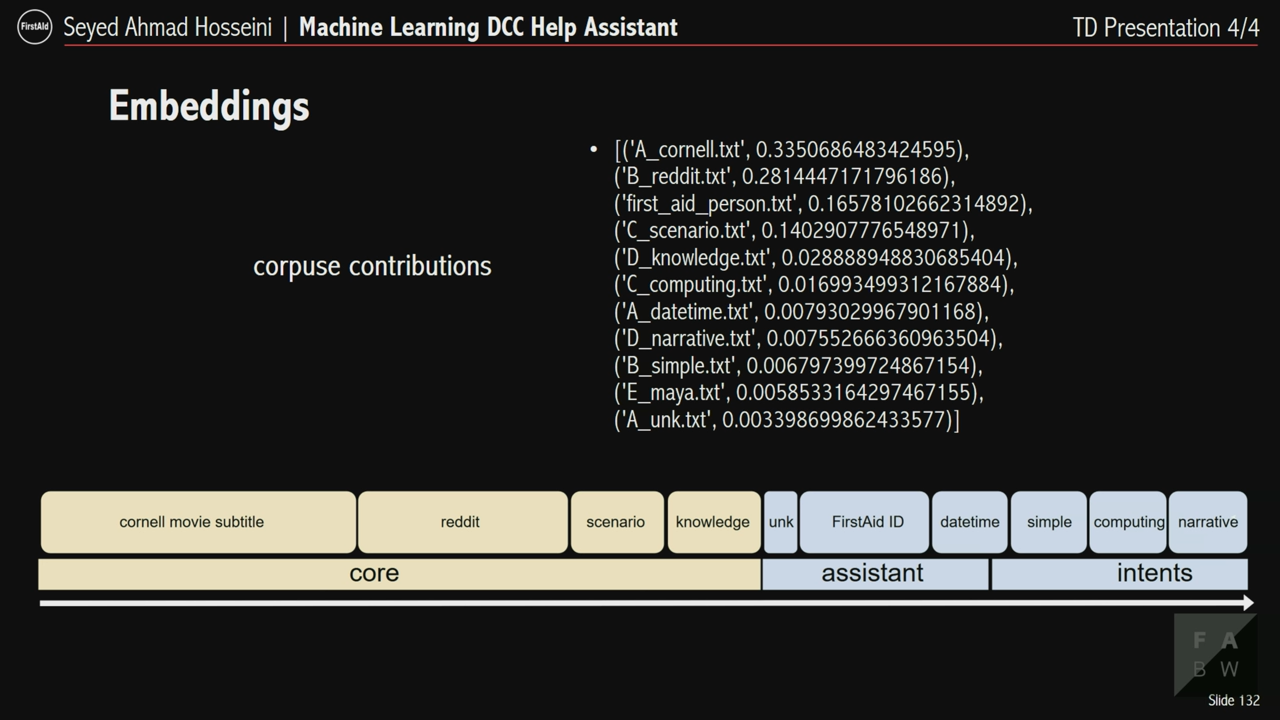 FirstAId
Seyed Ahmad Hosseini | Machine Learning DCC Help Assistant
TD Presentation 4/4
Embeddings
corpuse contributions
• [('A_cornell.txt', 0.3350686483424595),
('B_reddit.txt', 0.2814447171796186),
('first_aid_person.txt', 0.16578102662314892),
('C_scenario.txt', 0.1402907776548971),
('D_knowledge.txt', 0.028888948830685404),
('C_computing.txt', 0.016993499312167884),
('A_datetime.txt', 0.00793029967901168),
('D_narrative.txt', 0.007552666360963504),
('B_simple.txt', 0.006797399724867154),
('E_maya.txt', 0.0058533164297467155),
('A_unk.txt', 0.003398699862433577)]
cornell movie subtitle
reddit
scenario
knowledge
unk
FirstAid ID
datetime
simple
computing
narrative
core
assistant
intents
F A
B W
Slide 132